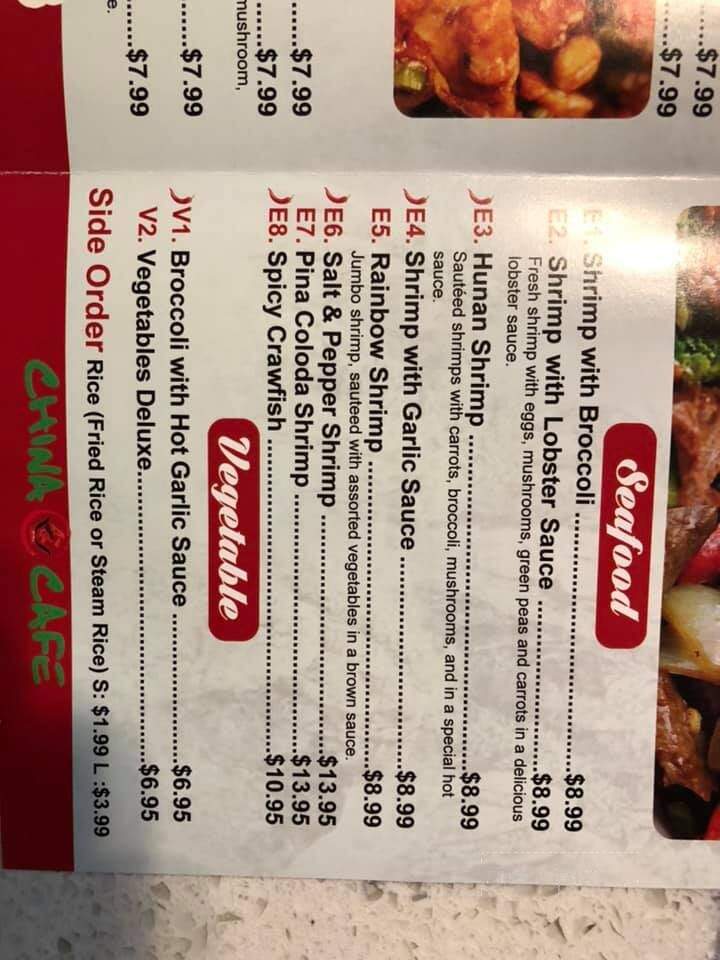 $7.99
$7.99
$7.99
$7.99
mushroom,
$7.99
$7.99
e.
Seafood
E1. Shrimp with Broccoli $8.99
E2. Shrimp with Lobster Sauce $8.99
Fresh shrimp with eggs, mushrooms, green peas and carrots in a delicious
lobster sauce.
E3. Hunan Shrimp $8.99
Sautéed shrimps with carrots, broccoli, mushrooms, and in a special hot
sauce.
E4. Shrimp with Garlic Sauce $8.99
E5. Rainbow Shrimp $8.99
Jumbo shrimp, sauteed with assorted vegetables in a brown sauce.
E6. Salt & Pepper Shrimp $13.95
E7. Pina Coloda Shrimp $13.95
E8. Spicy Crawfish $10.95
Vegetable
V1. Broccoli with Hot Garlic Sauce $6.95
V2. Vegetables Deluxe $6.95
Side Order Rice (Fried Rice or Steam Rice) S: $1.99 L :$3.99
CHINA CAFE